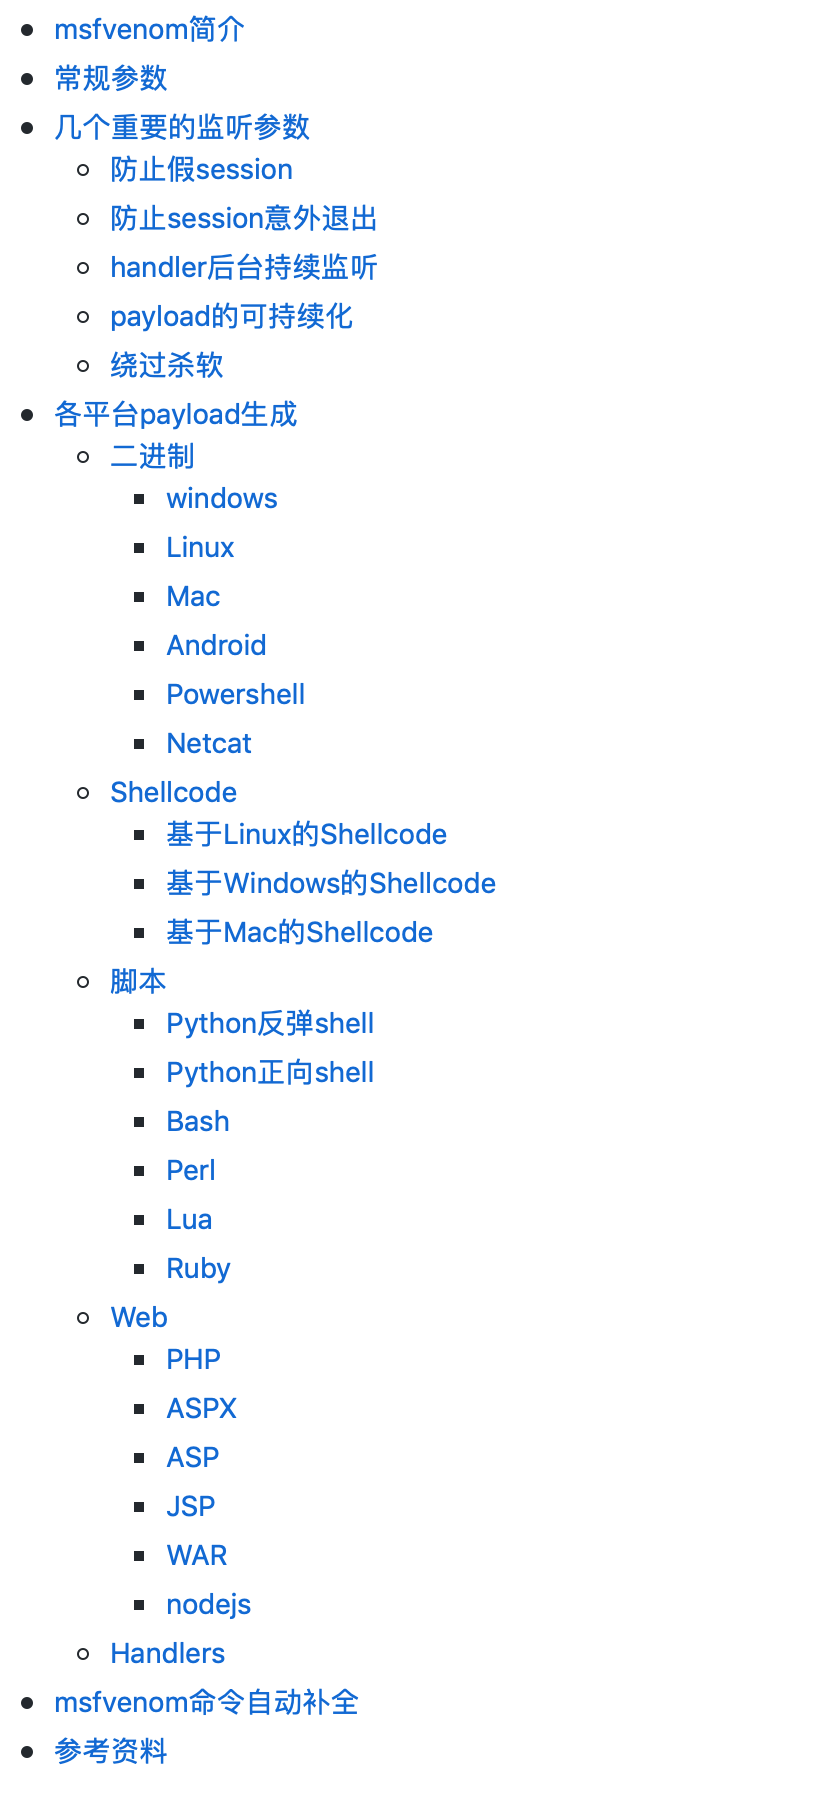 msfvenom简介
常规参数
几个重要的监听参数
防止假session
防止session意外退出
handler后台持续监听
payload的可持续化
绕过杀软
各平台payload生成
二进制
windows
Linux
Mac
Android
Powershell
Netcat
Shellcode
基于Linux的Shellcode
基于Windows的Shellcode
基于Mac的Shellcode
脚本
Python反弹shell
Python正向shell
Bash
Perl
Lua
Ruby
Web
PHP
ASPX
ASP
JSP
WAR
nodejs
Handlers
msfvenom命令自动补全
参考资料